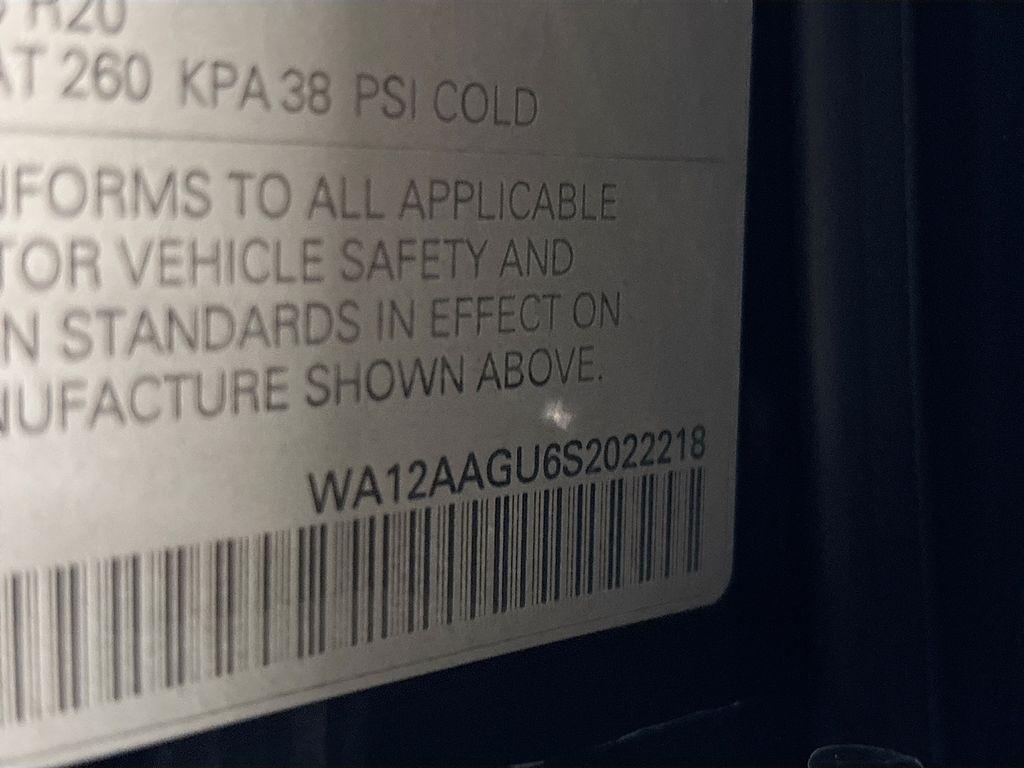 R20
AT 260 KPA 38 PSI COLD
NFORMS TO ALL APPLICABLE
TOR VEHICLE SAFETY AND
N STANDARDS IN EFFECT ON
NUFACTURE SHOWN ABOVE.
WA12AAGU6S2022218